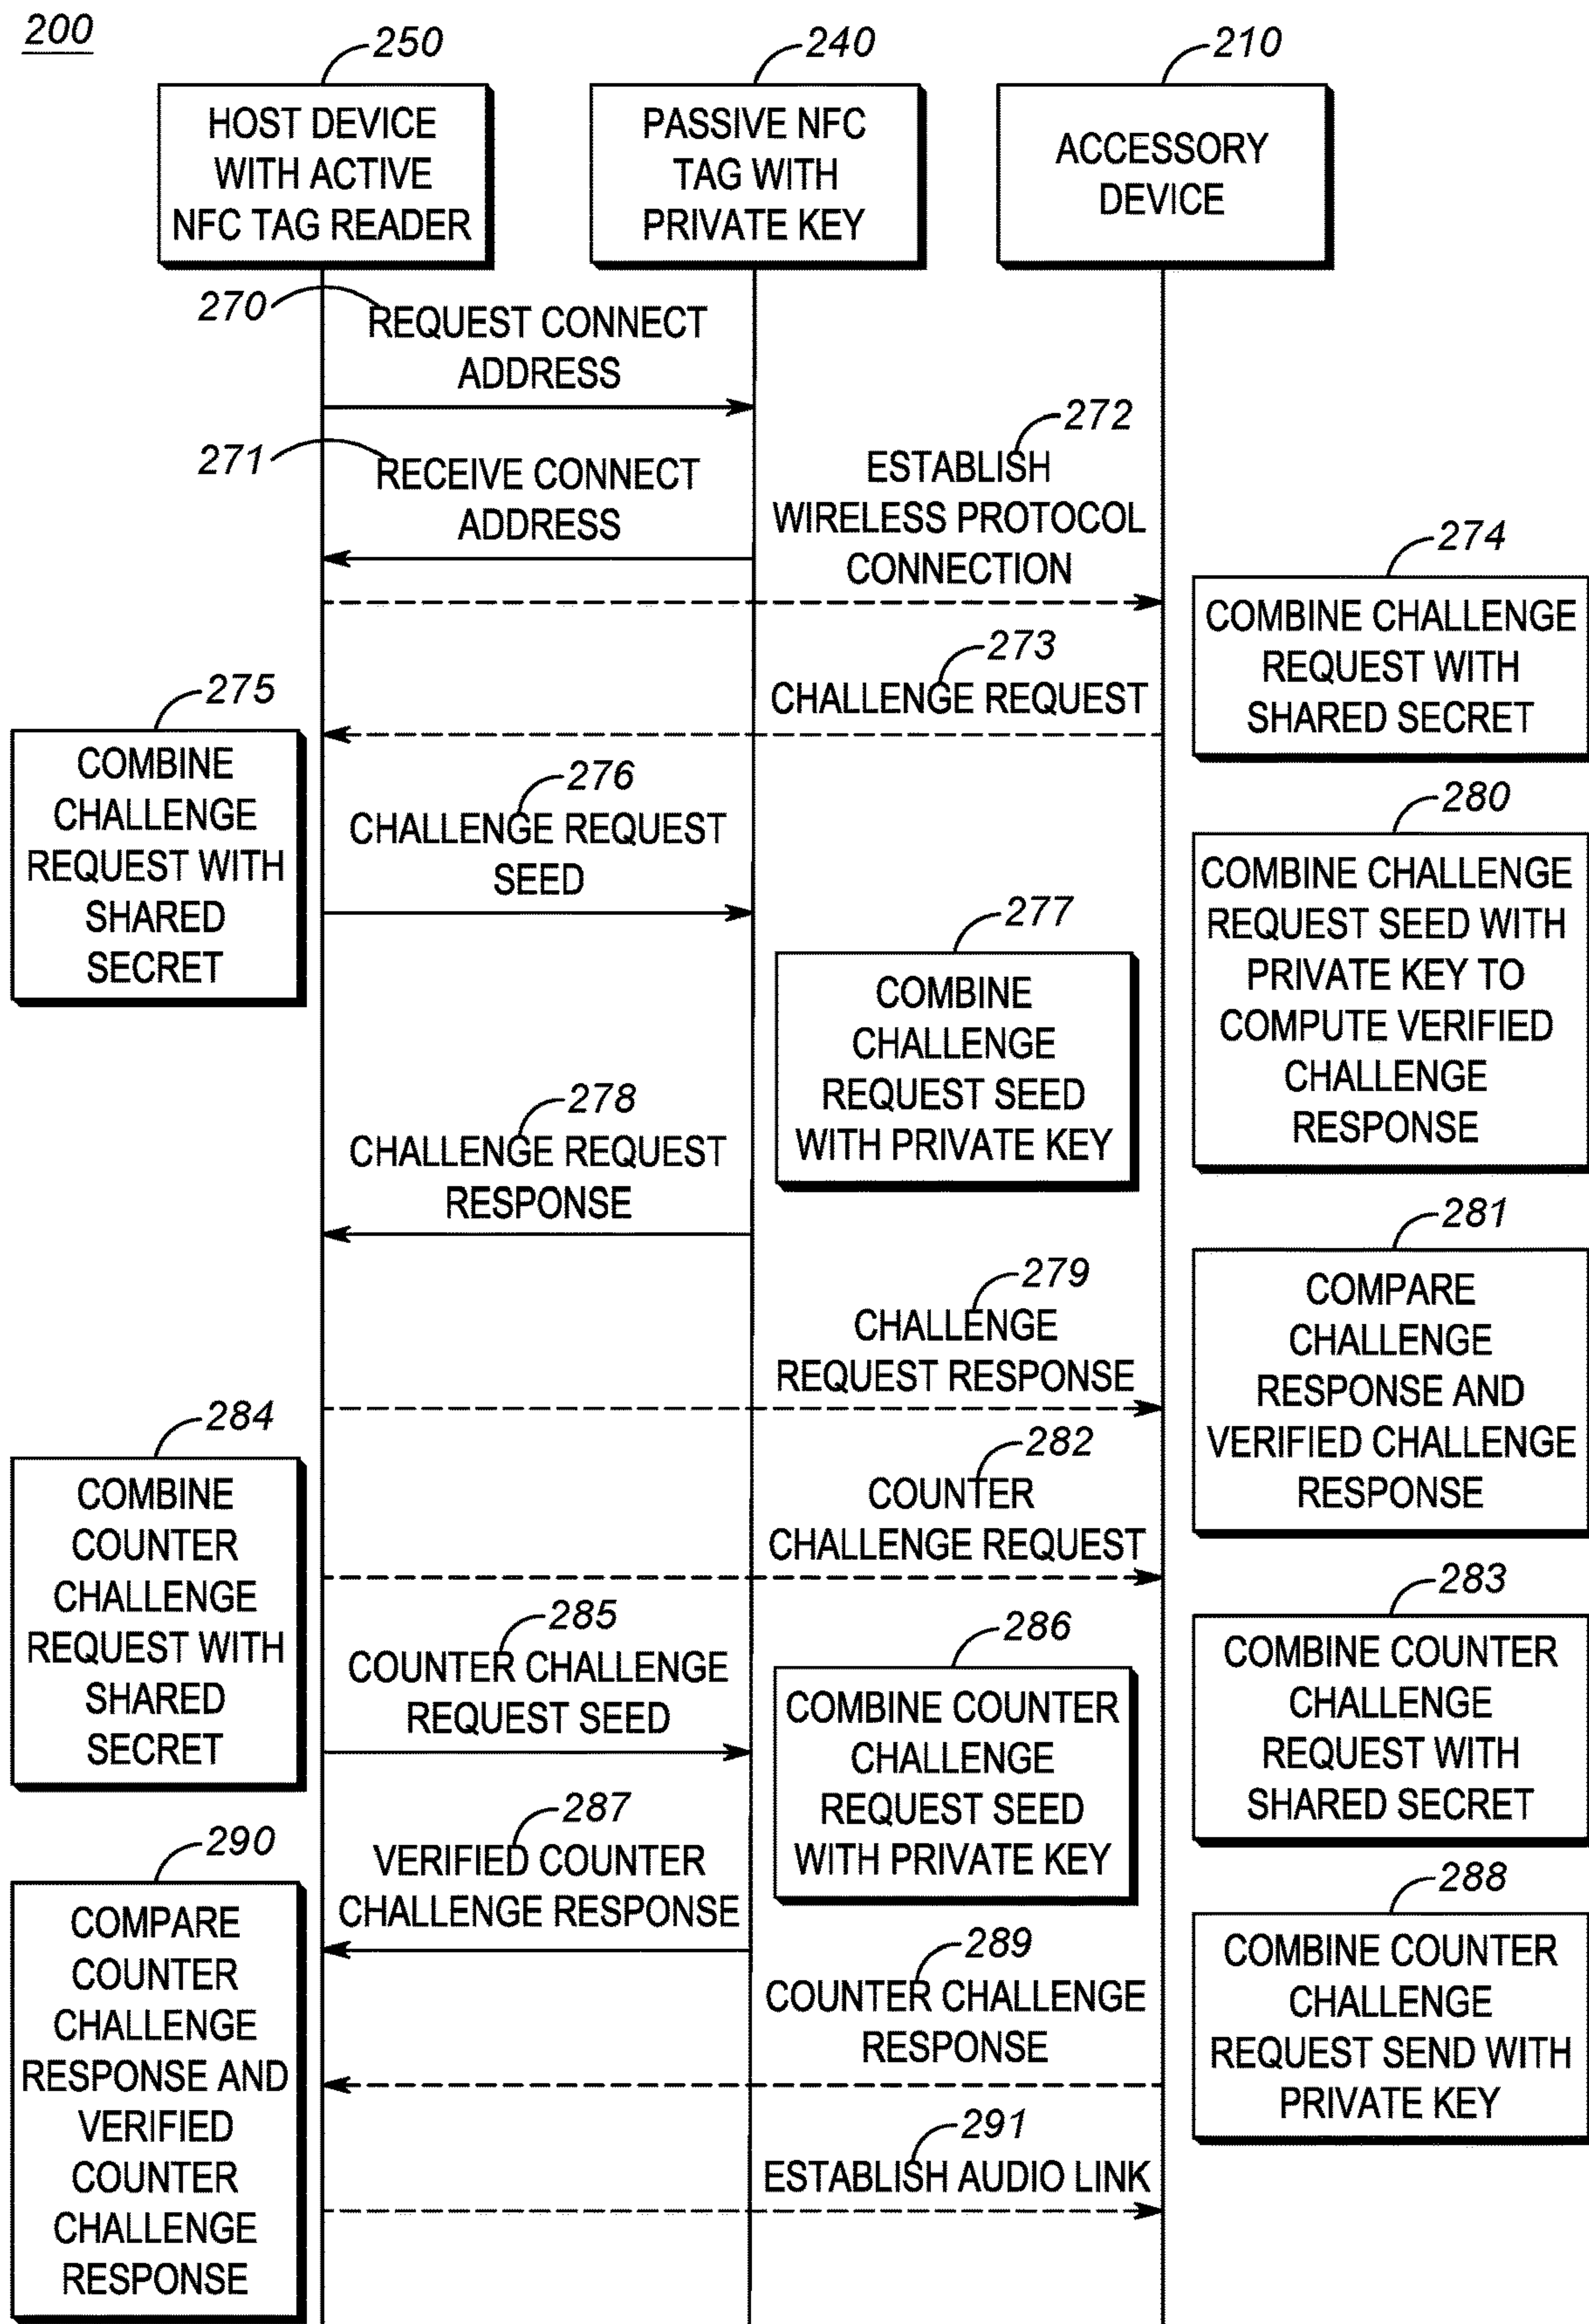 200
250
HOST DEVICE
WITH ACTIVE
NFC TAG READER
240
PASSIVE NFC
TAG WITH
PRIVATE KEY
210
ACCESSORY
DEVICE
270
REQUEST CONNECT
ADDRESS
271
RECEIVE CONNECT
ADDRESS
272
ESTABLISH
WIRELESS PROTOCOL
CONNECTION
273
CHALLENGE REQUEST
274
COMBINE CHALLENGE
REQUEST WITH
SHARED SECRET
275
COMBINE
CHALLENGE
REQUEST WITH
SHARED
SECRET
276
CHALLENGE REQUEST
SEED
277
COMBINE
CHALLENGE
REQUEST SEED
WITH PRIVATE KEY
280
COMBINE CHALLENGE
REQUEST SEED WITH
PRIVATE KEY TO
COMPUTE VERIFIED
CHALLENGE
RESPONSE
278
CHALLENGE REQUEST
RESPONSE
279
CHALLENGE
REQUEST RESPONSE
281
COMPARE
CHALLENGE
RESPONSE AND
VERIFIED CHALLENGE
RESPONSE
282
COUNTER
CHALLENGE REQUEST
284
COMBINE
COUNTER
CHALLENGE
REQUEST WITH
SHARED
SECRET
285
COUNTER CHALLENGE
REQUEST SEED
286
COMBINE COUNTER
CHALLENGE
REQUEST SEED
WITH PRIVATE KEY
283
COMBINE COUNTER
CHALLENGE
REQUEST WITH
SHARED SECRET
287
VERIFIED COUNTER
CHALLENGE RESPONSE
288
COMBINE COUNTER
CHALLENGE
REQUEST SEND WITH
PRIVATE KEY
289
COUNTER CHALLENGE
RESPONSE
290
COMPARE
COUNTER
CHALLENGE
RESPONSE AND
VERIFIED
COUNTER
CHALLENGE
RESPONSE
291
ESTABLISH AUDIO LINK